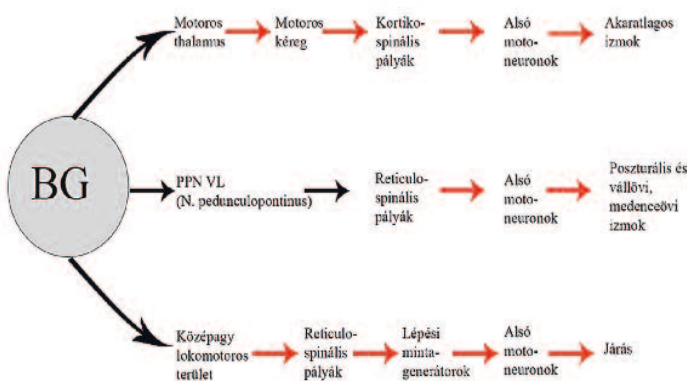 Motoros
thalamus
Motoros
kéreg
Kortiko-
spinális
pályák
Alsó
moto-
neuronok
Akaratlagos
izmok
BG
PPN VL
(N. pedunculopontinus)
Reticulo-
spinális
pályák
Alsó
moto-
neuronok
Poszturális és
vállövi,
medenceövi
izmok
Középagy
lokomotoros
terület
Reticulo-
spinális
pályák
Lépési
minta-
generátorok
Alsó
moto-
neuronok
Járás